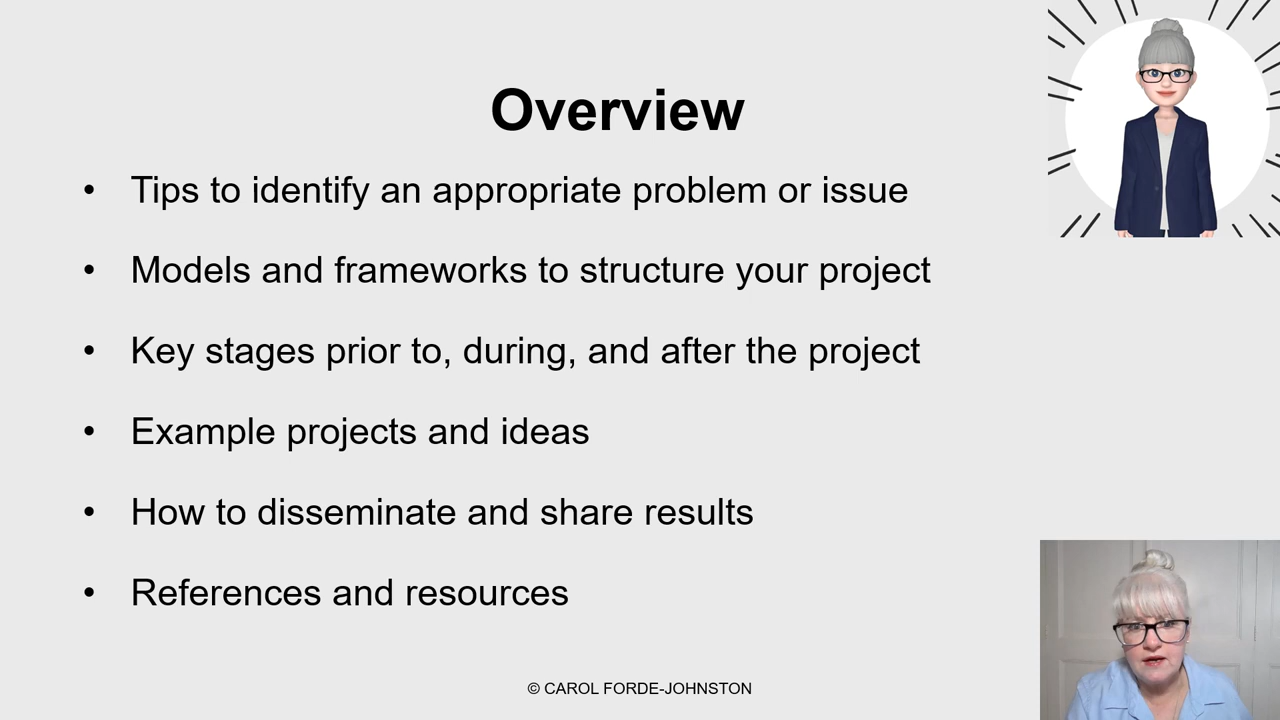 Overview
• Tips to identify an appropriate problem or issue
• Models and frameworks to structure your project
• Key stages prior to, during, and after the project
• Example projects and ideas
• How to disseminate and share results
• References and resources
© CAROL FORDE-JOHNSTON